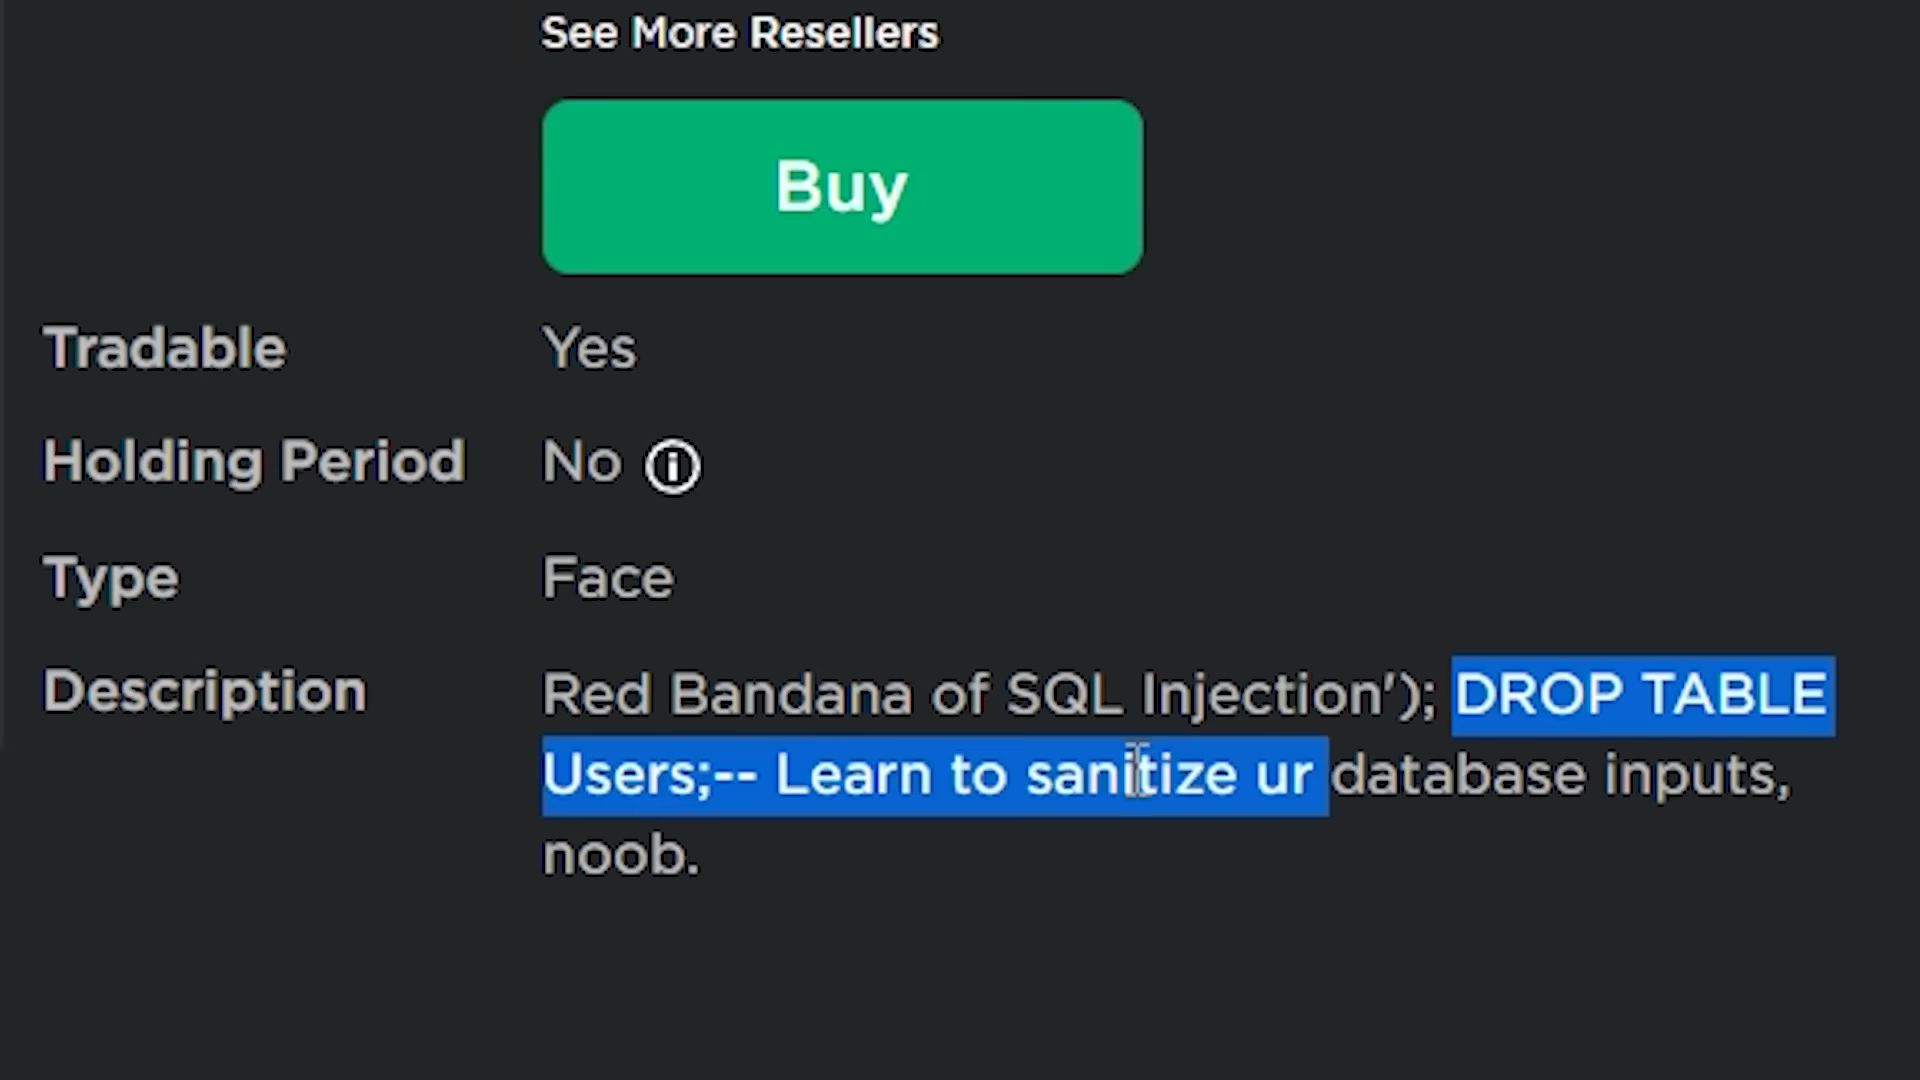 See More Resellers
Buy
Tradable Yes
Holding Period No
Type Face
Description Red Bandana of SQL Injection'); DROP TABLE
Users;-- Learn to sanitize ur database inputs,
noob.